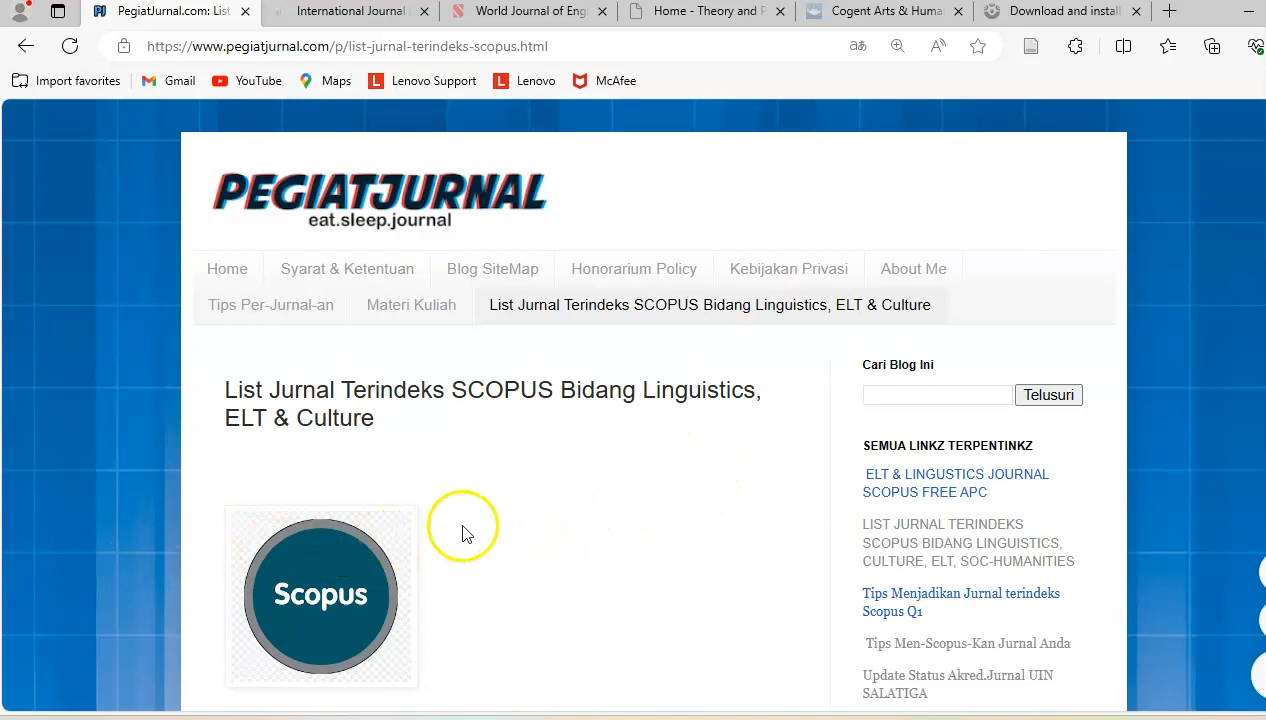 PegiatJurnal.com: List
International Journal
World Journal of Eng
Home - Theory and P
Cogent Arts & Huma
Download and install
https://www.pegiatjurnal.com/p/list-jurnal-terindeks-scopus.html
Import favorites
Gmail
YouTube
Maps
Lenovo Support
Lenovo
McAfee
PEGIATJURNAL
eat.sleep.journal
Home
Syarat & Ketentuan
Blog SiteMap
Honorarium Policy
Kebijakan Privasi
About Me
Tips Per-Jurnal-an
Materi Kuliah
List Jurnal Terindeks SCOPUS Bidang Linguistics, ELT & Culture
List Jurnal Terindeks SCOPUS Bidang Linguistics,
ELT & Culture
Scopus
Cari Blog Ini
Telusuri
SEMUA LINKZ TERPENTINKZ
ELT & LINGUSTICS JOURNAL
SCOPUS FREE APC
LIST JURNAL TERINDEKS
SCOPUS BIDANG LINGUISTICS,
CULTURE, ELT, SOC-HUMANITIES
Tips Menjadikan Jurnal terindeks
Scopus Q1
Tips Men-Scopus-Kan Jurnal Anda
Update Status Akred.Jurnal UIN
SALATIGA